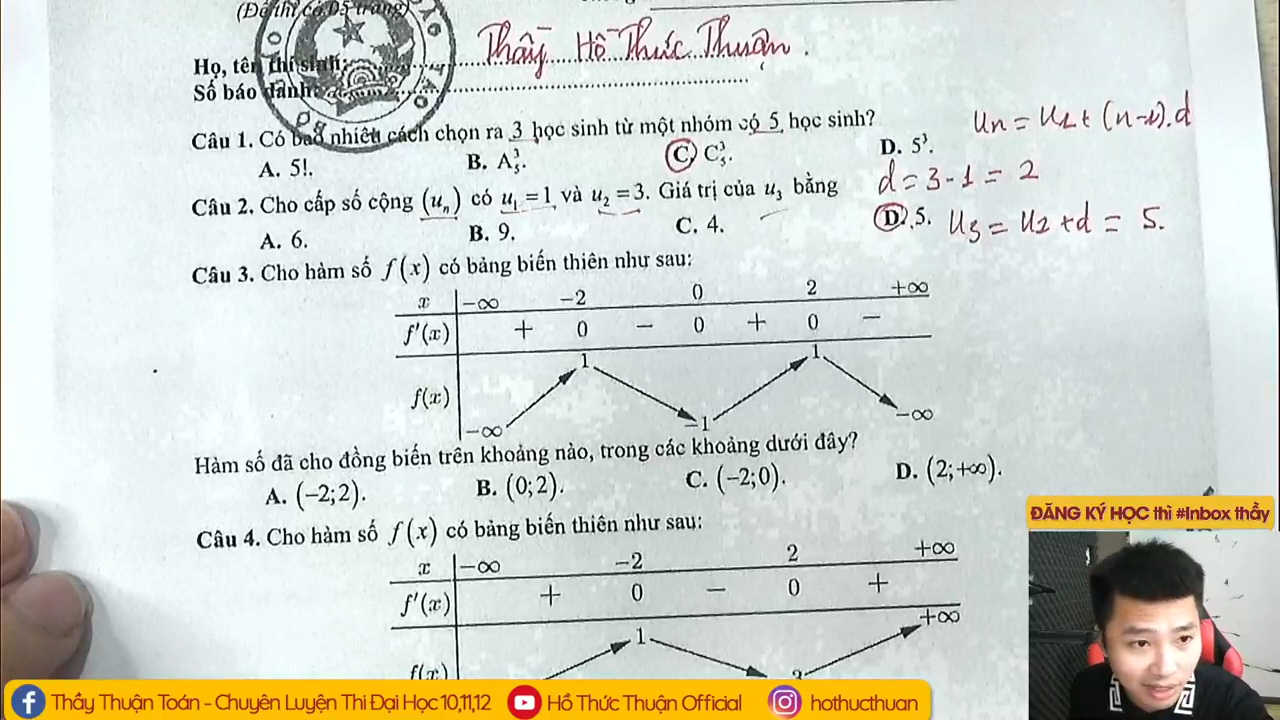 (Đề thi có 05 trang)
Thầy Hồ Thức Thuận.
Họ, tên thí sinh:
Số báo danh:
Câu 1. Có bao nhiêu cách chọn ra 3 học sinh từ một nhóm có 5 học sinh?
A. 5!. B. A₅³. C. C₅³. D. 5³.
uₙ = u₁ + (n-1).d
Câu 2. Cho cấp số cộng (uₙ) có u₁ = 1 và u₂ = 3. Giá trị của u₃ bằng
d = 3 - 1 = 2
A. 6. B. 9. C. 4. D. 5.
u₃ = u₂ + d = 5.
Câu 3. Cho hàm số f(x) có bảng biến thiên như sau:
x −∞ −2 0 2 +∞
f′(x) + 0 − 0 + 0 −
1 1
f(x)
−∞ −1 −∞
Hàm số đã cho đồng biến trên khoảng nào, trong các khoảng dưới đây?
A. (−2;2). B. (0;2). C. (−2;0). D. (2;+∞).
Câu 4. Cho hàm số f(x) có bảng biến thiên như sau:
x −∞ −2 2 +∞
f′(x) + 0 − 0 +
1 +∞
f(x)
ĐĂNG KÝ HỌC thì #Inbox thầy
Thầy Thuận Toán - Chuyên Luyện Thi Đại Học 10,11,12
Hồ Thức Thuận Official
hothucthuan